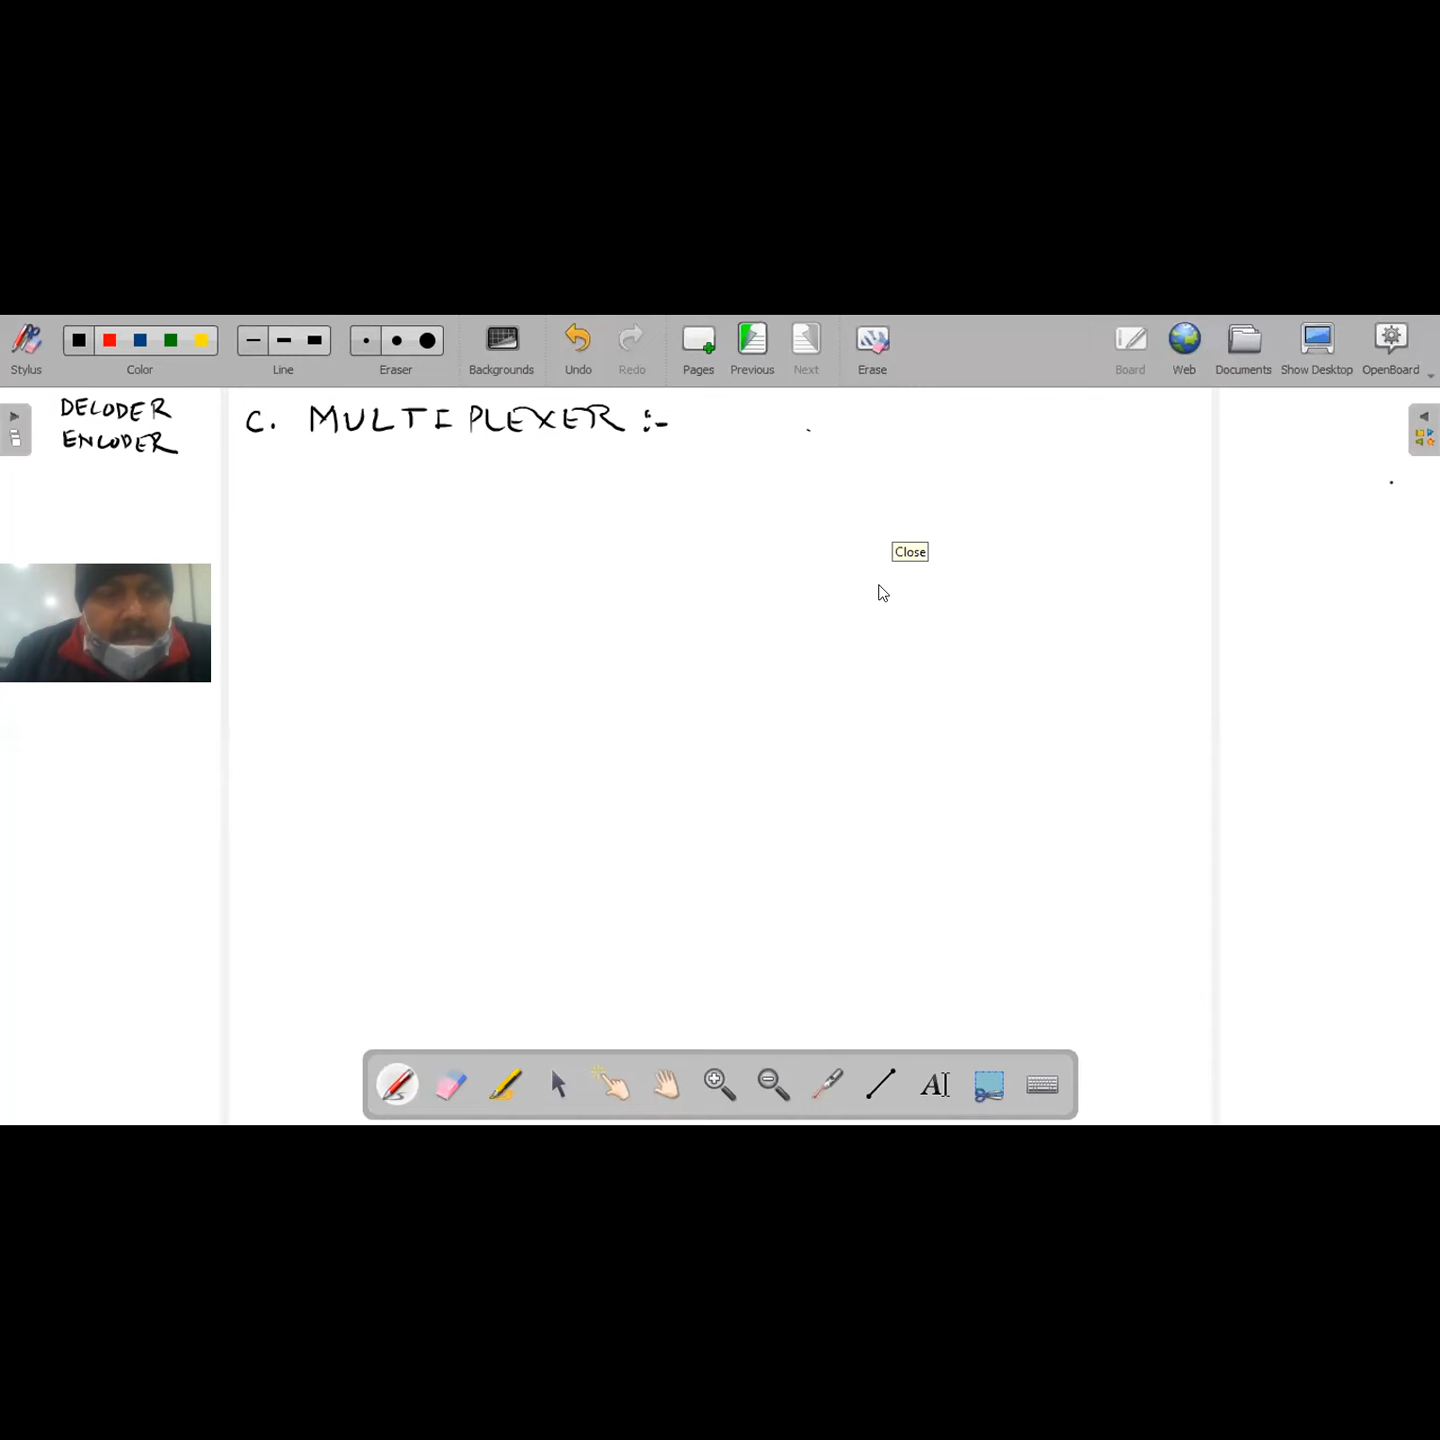 Stylus Color Line Eraser Backgrounds Undo Redo Pages Previous Next Erase Board Web Documents Show Desktop OpenBoard
DECODER
ENCODER
C. MULTIPLEXER :-
Close
AI